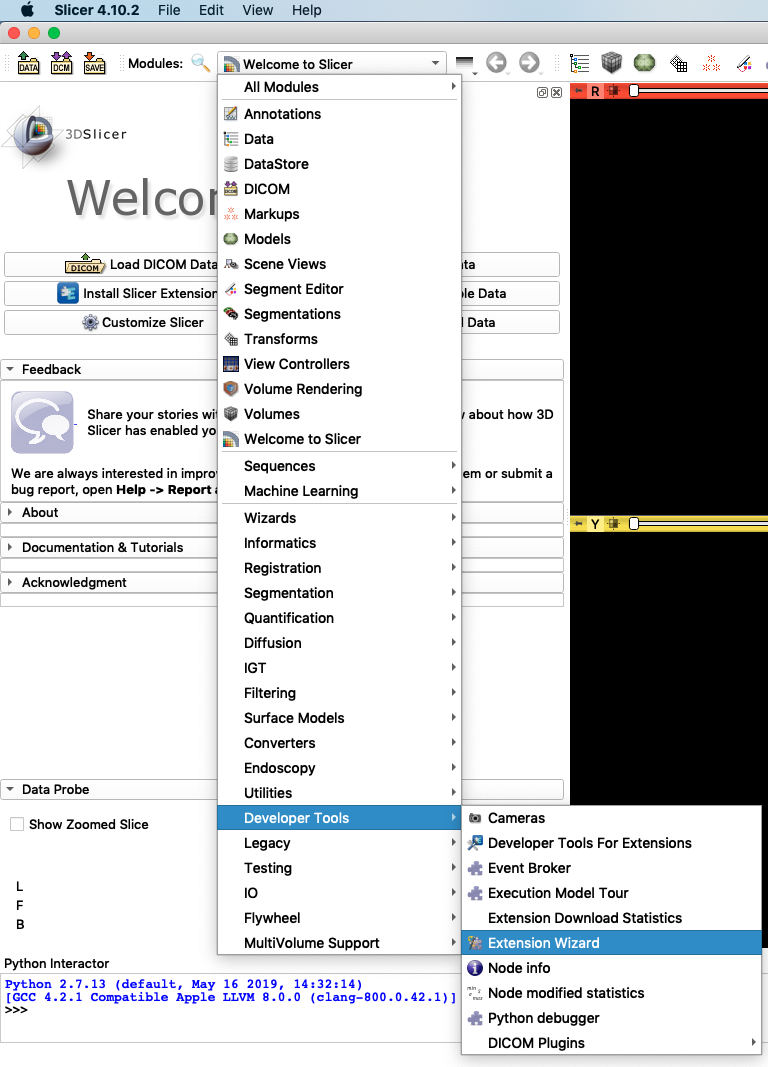 Slicer 4.10.2 File Edit View Help
DATA DCM SAVE Modules: Welcome to Slicer
R
3DSlicer
Welco
Load DICOM Data
ata
Install Slicer Extension
ple Data
Customize Slicer
d Data
Feedback
Share your stories wi
w about how 3D
Slicer has enabled yo
We are always interested in impro
em or submit a
bug report, open Help -> Report a
About
Documentation & Tutorials
Acknowledgment
Data Probe
Show Zoomed Slice
L
F
B
All Modules
Annotations
Data
DataStore
DICOM
Markups
Models
Scene Views
Segment Editor
Segmentations
Transforms
View Controllers
Volume Rendering
Volumes
Welcome to Slicer
Sequences
Machine Learning
Wizards
Informatics
Registration
Segmentation
Quantification
Diffusion
IGT
Filtering
Surface Models
Converters
Endoscopy
Utilities
Developer Tools
Legacy
Testing
IO
Flywheel
MultiVolume Support
Y
Cameras
Developer Tools For Extensions
Event Broker
Execution Model Tour
Extension Download Statistics
Extension Wizard
Node info
Node modified statistics
Python debugger
DICOM Plugins
Python Interactor
Python 2.7.13 (default, May 16 2019, 14:32:14)
[GCC 4.2.1 Compatible Apple LLVM 8.0.0 (clang-800.0.42.1)]
>>>